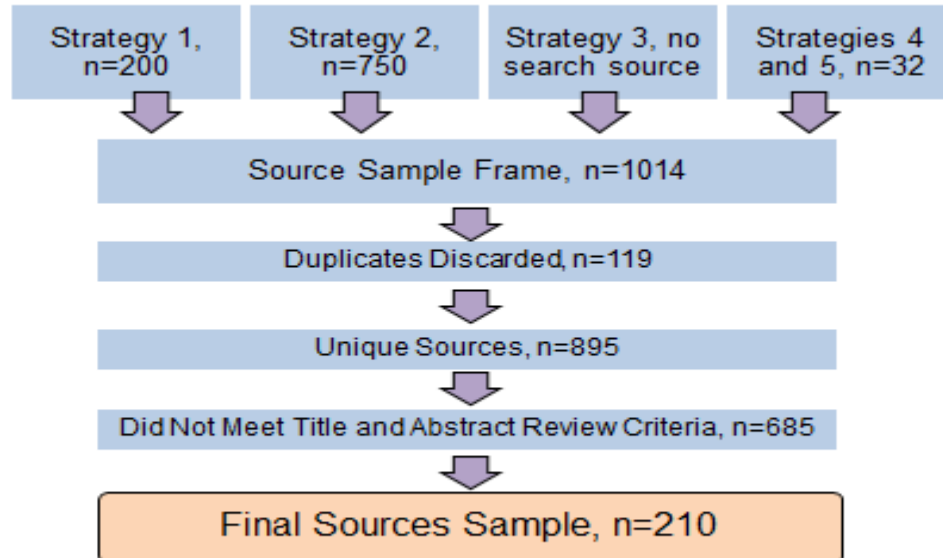 Strategy 1,
n=200
Strategy 2,
n=750
Strategy 3, no
search source
Strategies 4
and 5, n=32
Source Sample Frame, n=1014
Duplicates Discarded, n=119
Unique Sources, n=895
Did Not Meet Title and Abstract Review Criteria, n=685
Final Sources Sample, n=210